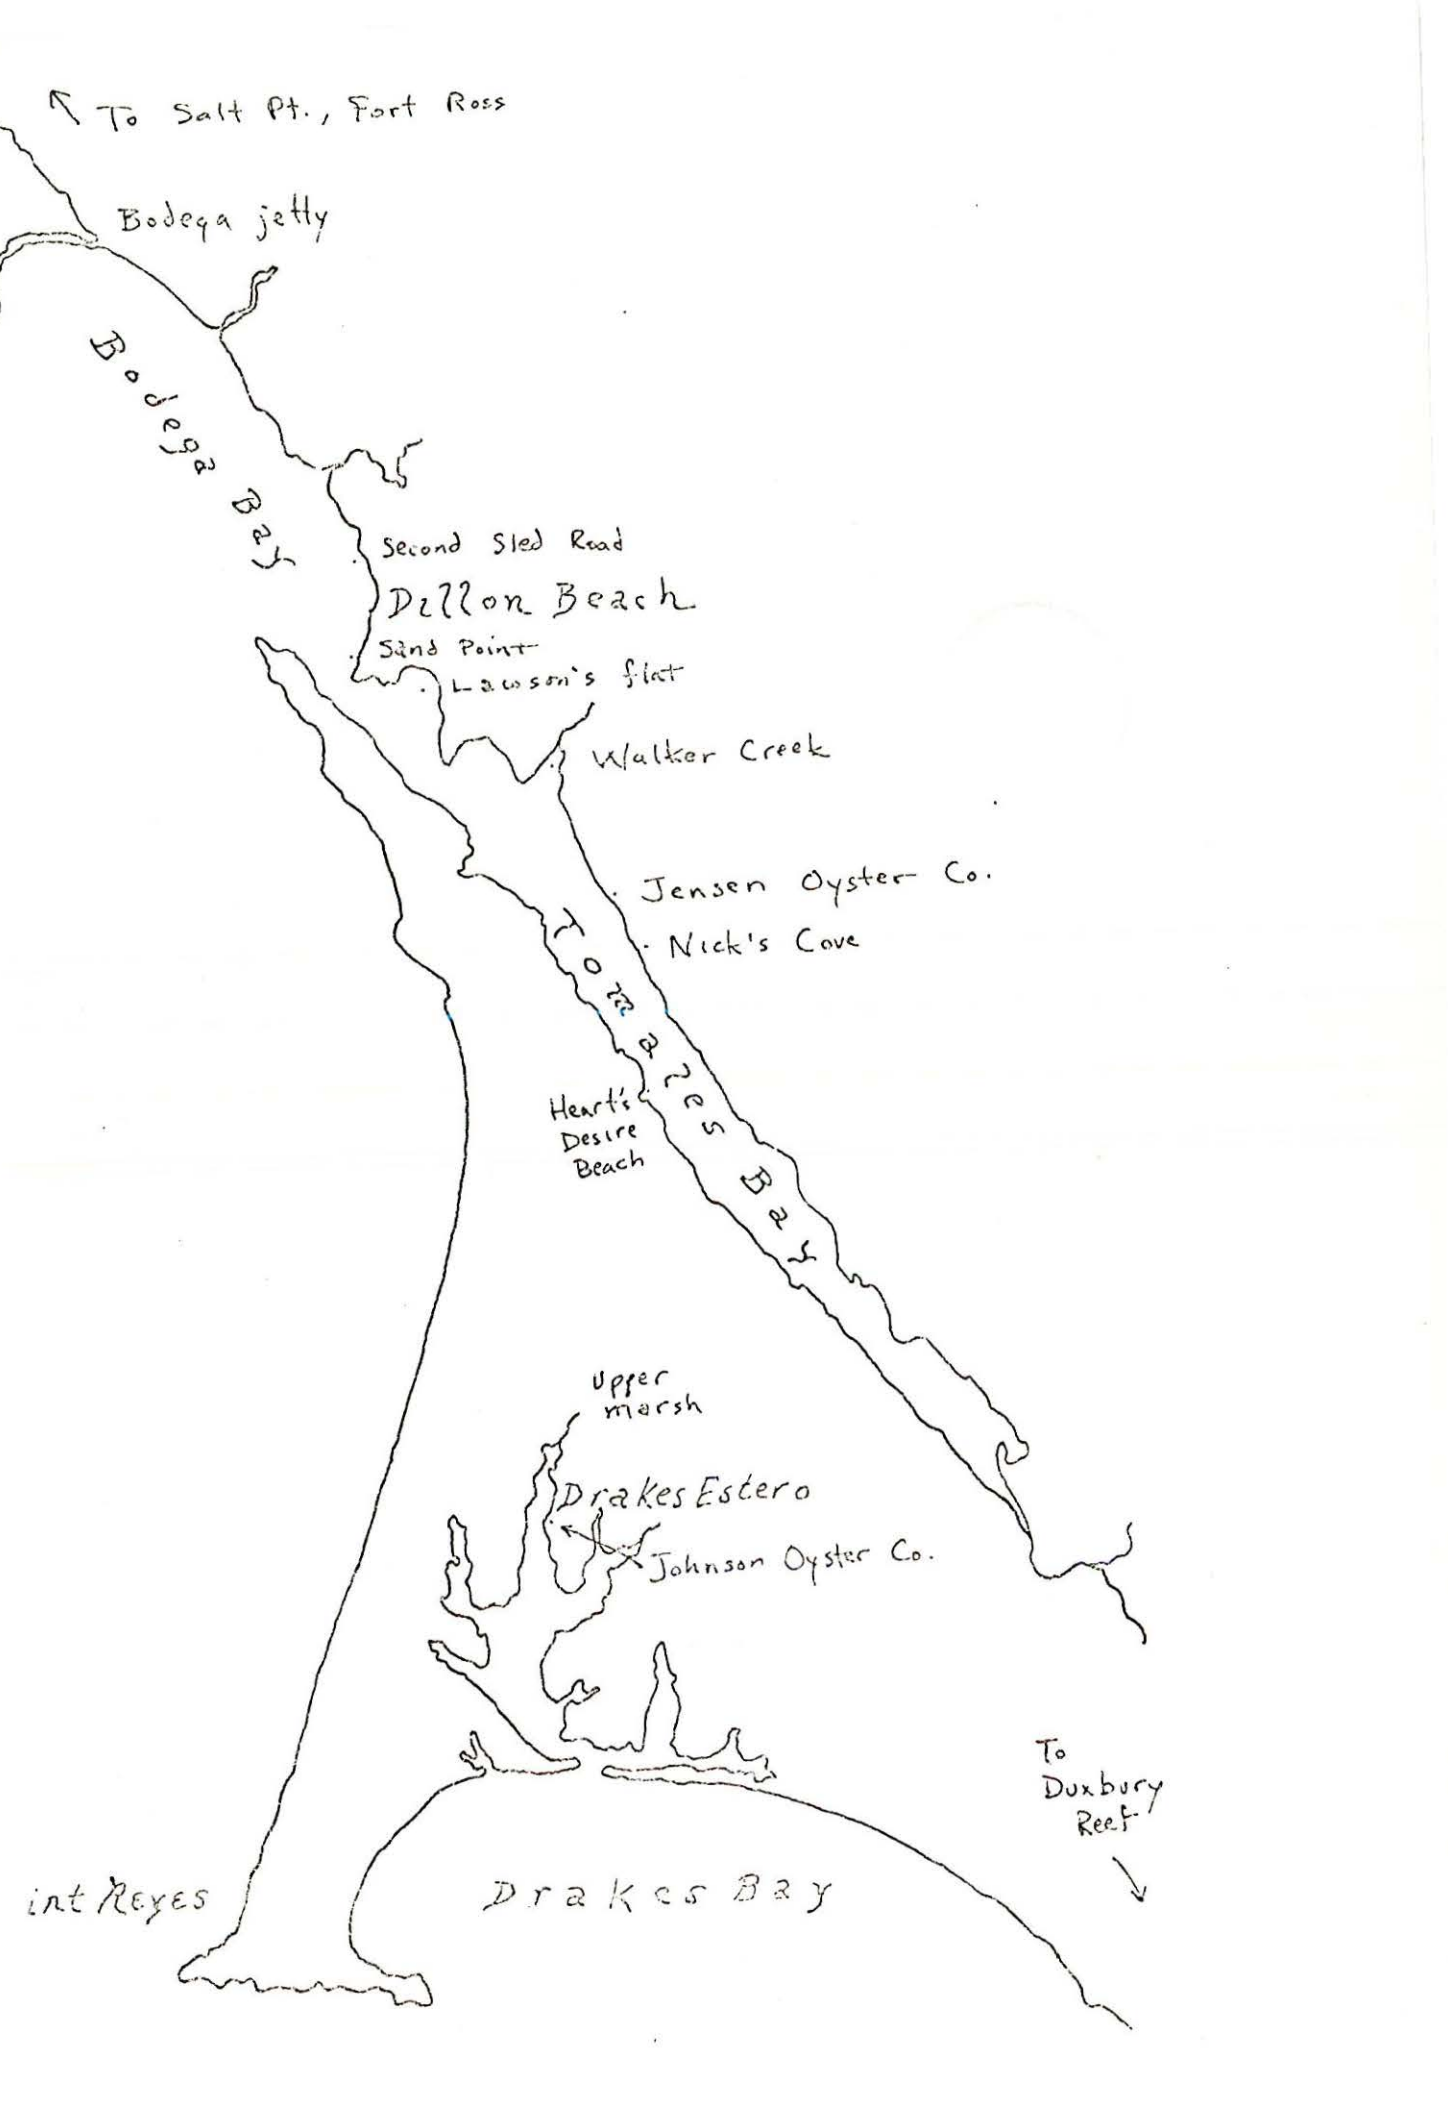 To Salt Pt., Fort Ross
Bodega jetty
Bodega Bay
Second Sled Road
Dillon Beach
Sand Point
Lawson's flat
Walker Creek
Jensen Oyster Co.
Nick's Cove
Tomales Bay
Heart's
Desire
Beach
Upper
marsh
Drakes Estero
Johnson Oyster Co.
To
Duxbury
Reef
int Reyes
Drakes Bay